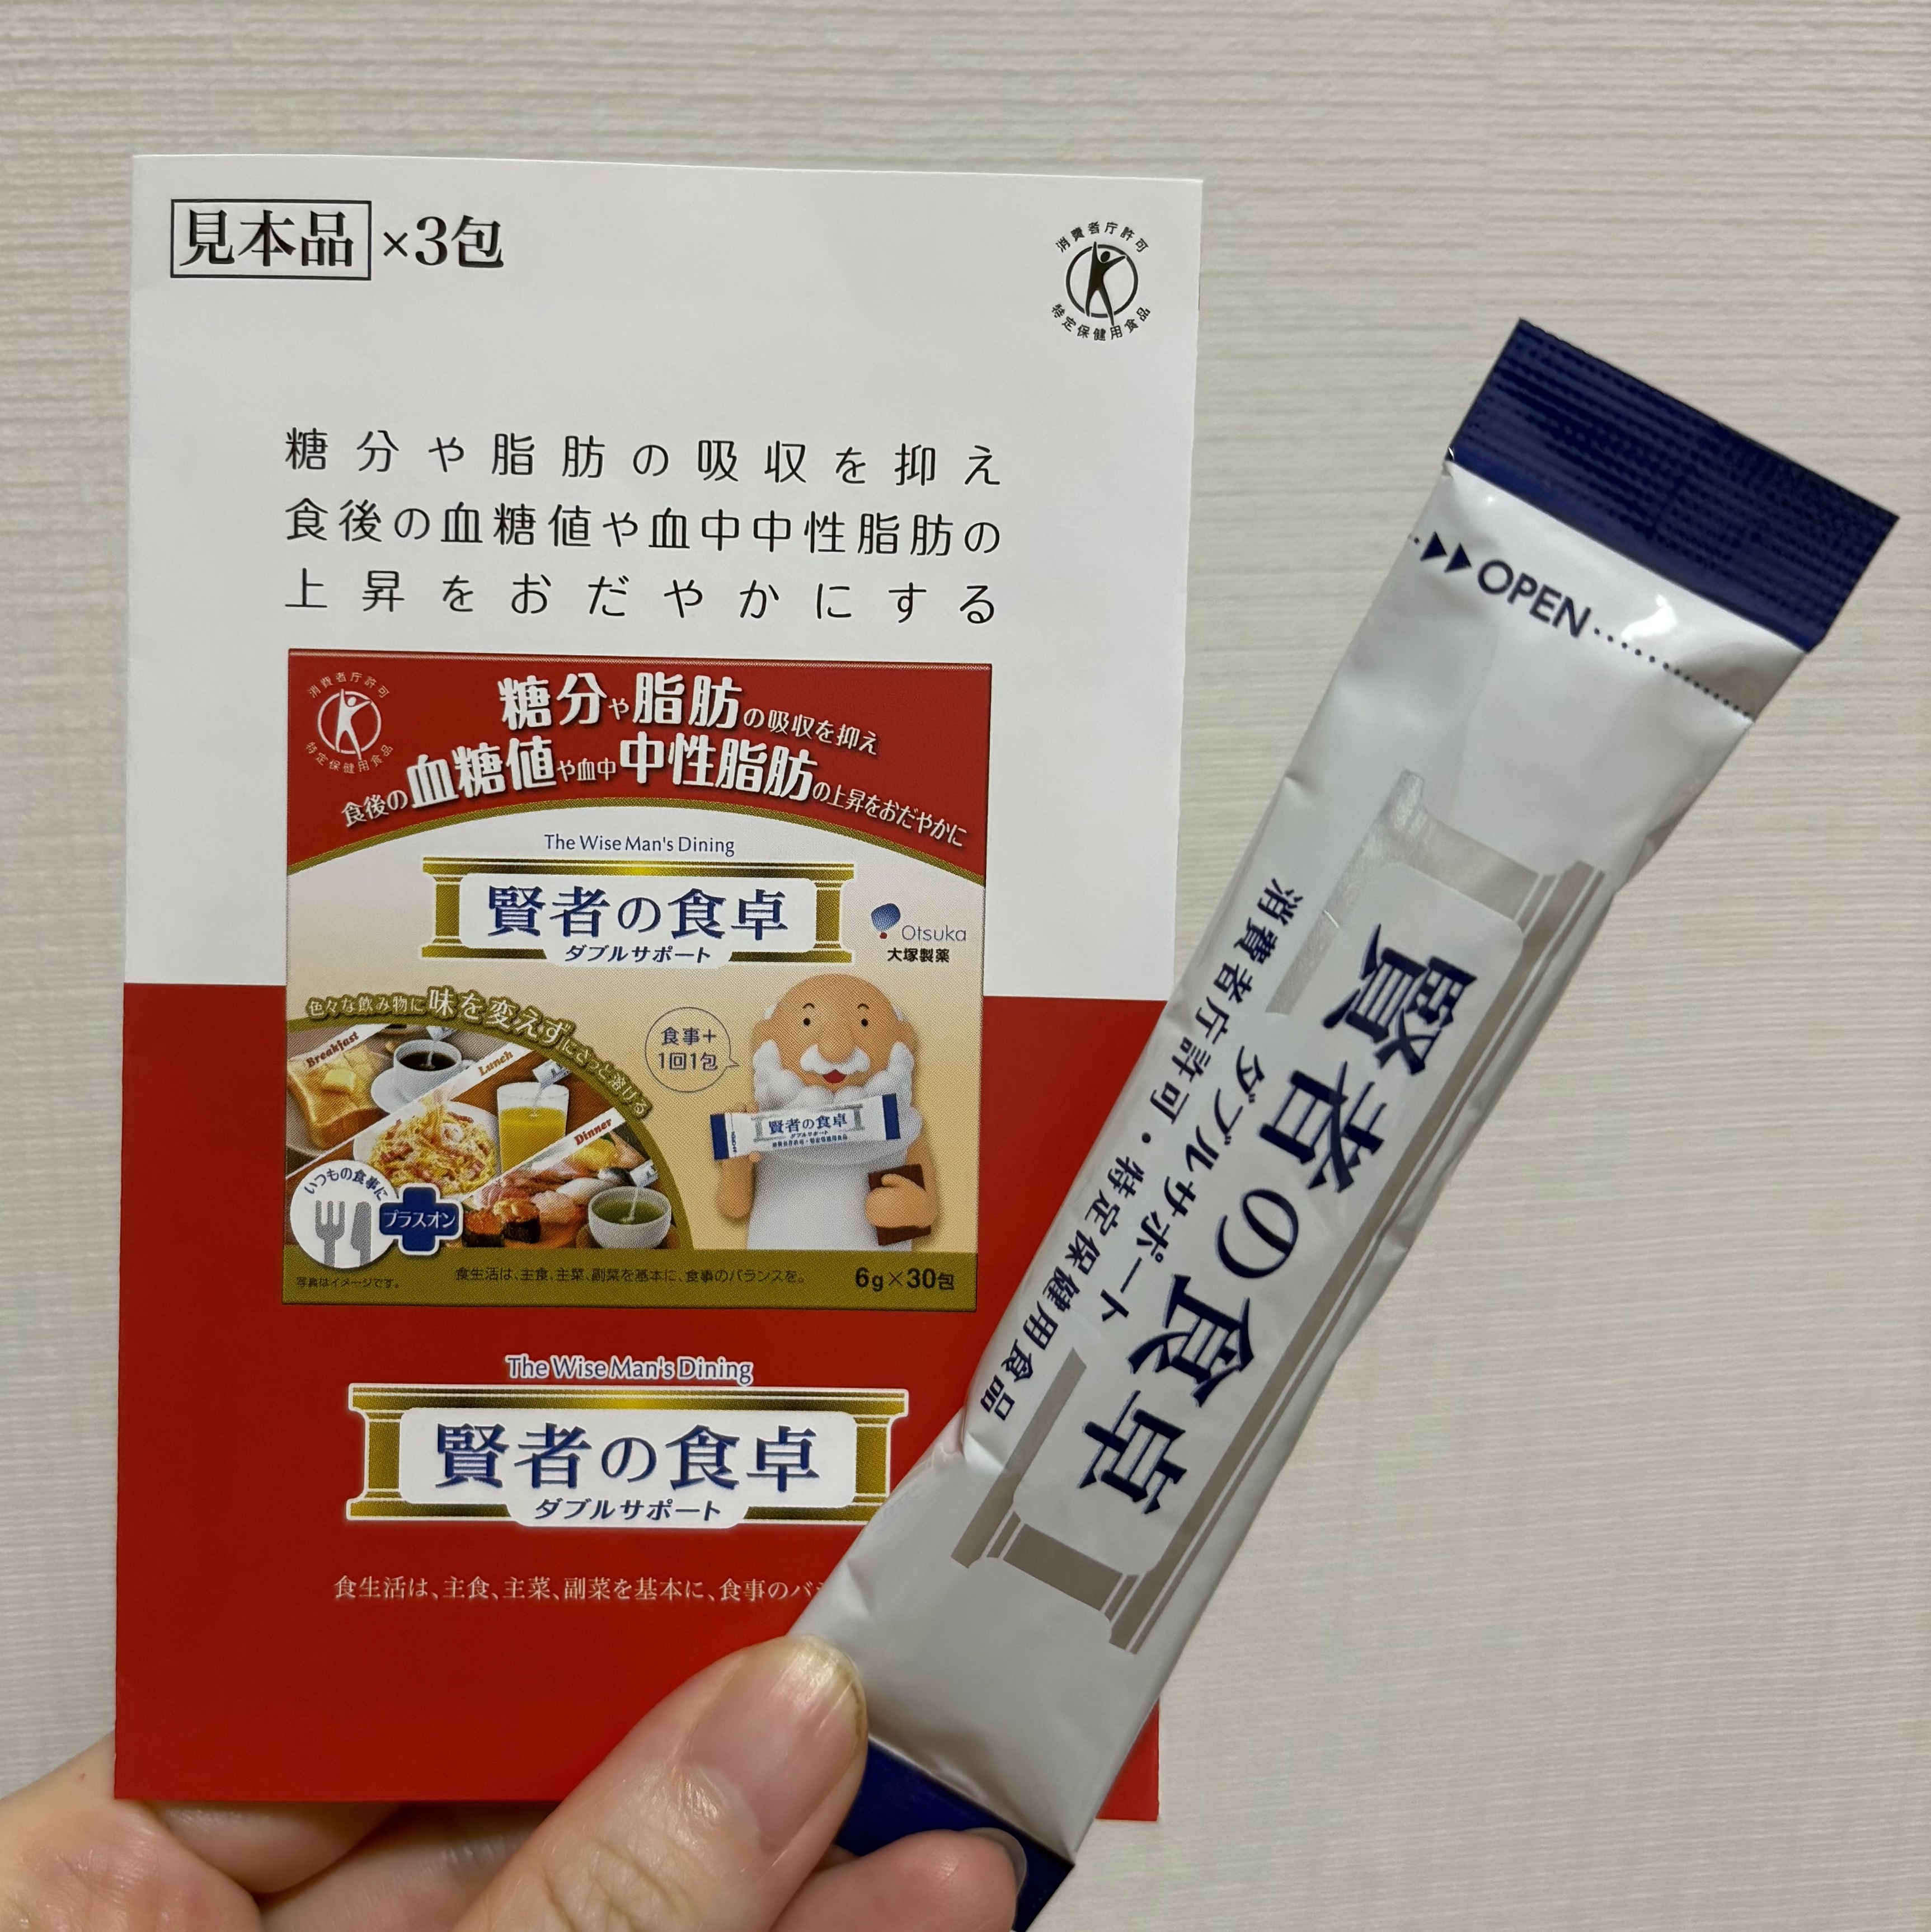 見本品 ×3包
消費者庁許可
特定保健用食品
糖分や脂肪の吸収を抑え
食後の血糖値や血中中性脂肪の
上昇をおだやかにする
消費者庁許可
特定保健用食品
糖分や脂肪の吸収を抑え
食後の血糖値や血中中性脂肪の上昇をおだやかに
The Wise Man's Dining
賢者の食卓
ダブルサポート
Otsuka
大塚製薬
色々な飲み物に味を変えずにさっと溶ける
Breakfast
Lunch
Dinner
食事+
1回1包
賢者の食卓
ダブルサポート
いつもの食事に
プラスオン
写真はイメージです。
食生活は、主食、主菜、副菜を基本に、食事のバランスを。
6g×30包
The Wise Man's Dining
賢者の食卓
ダブルサポート
食生活は、主食、主菜、副菜を基本に、食事のバ
OPEN
賢者の食卓
ダブルサポート
消費者庁許可・特定保健用食品